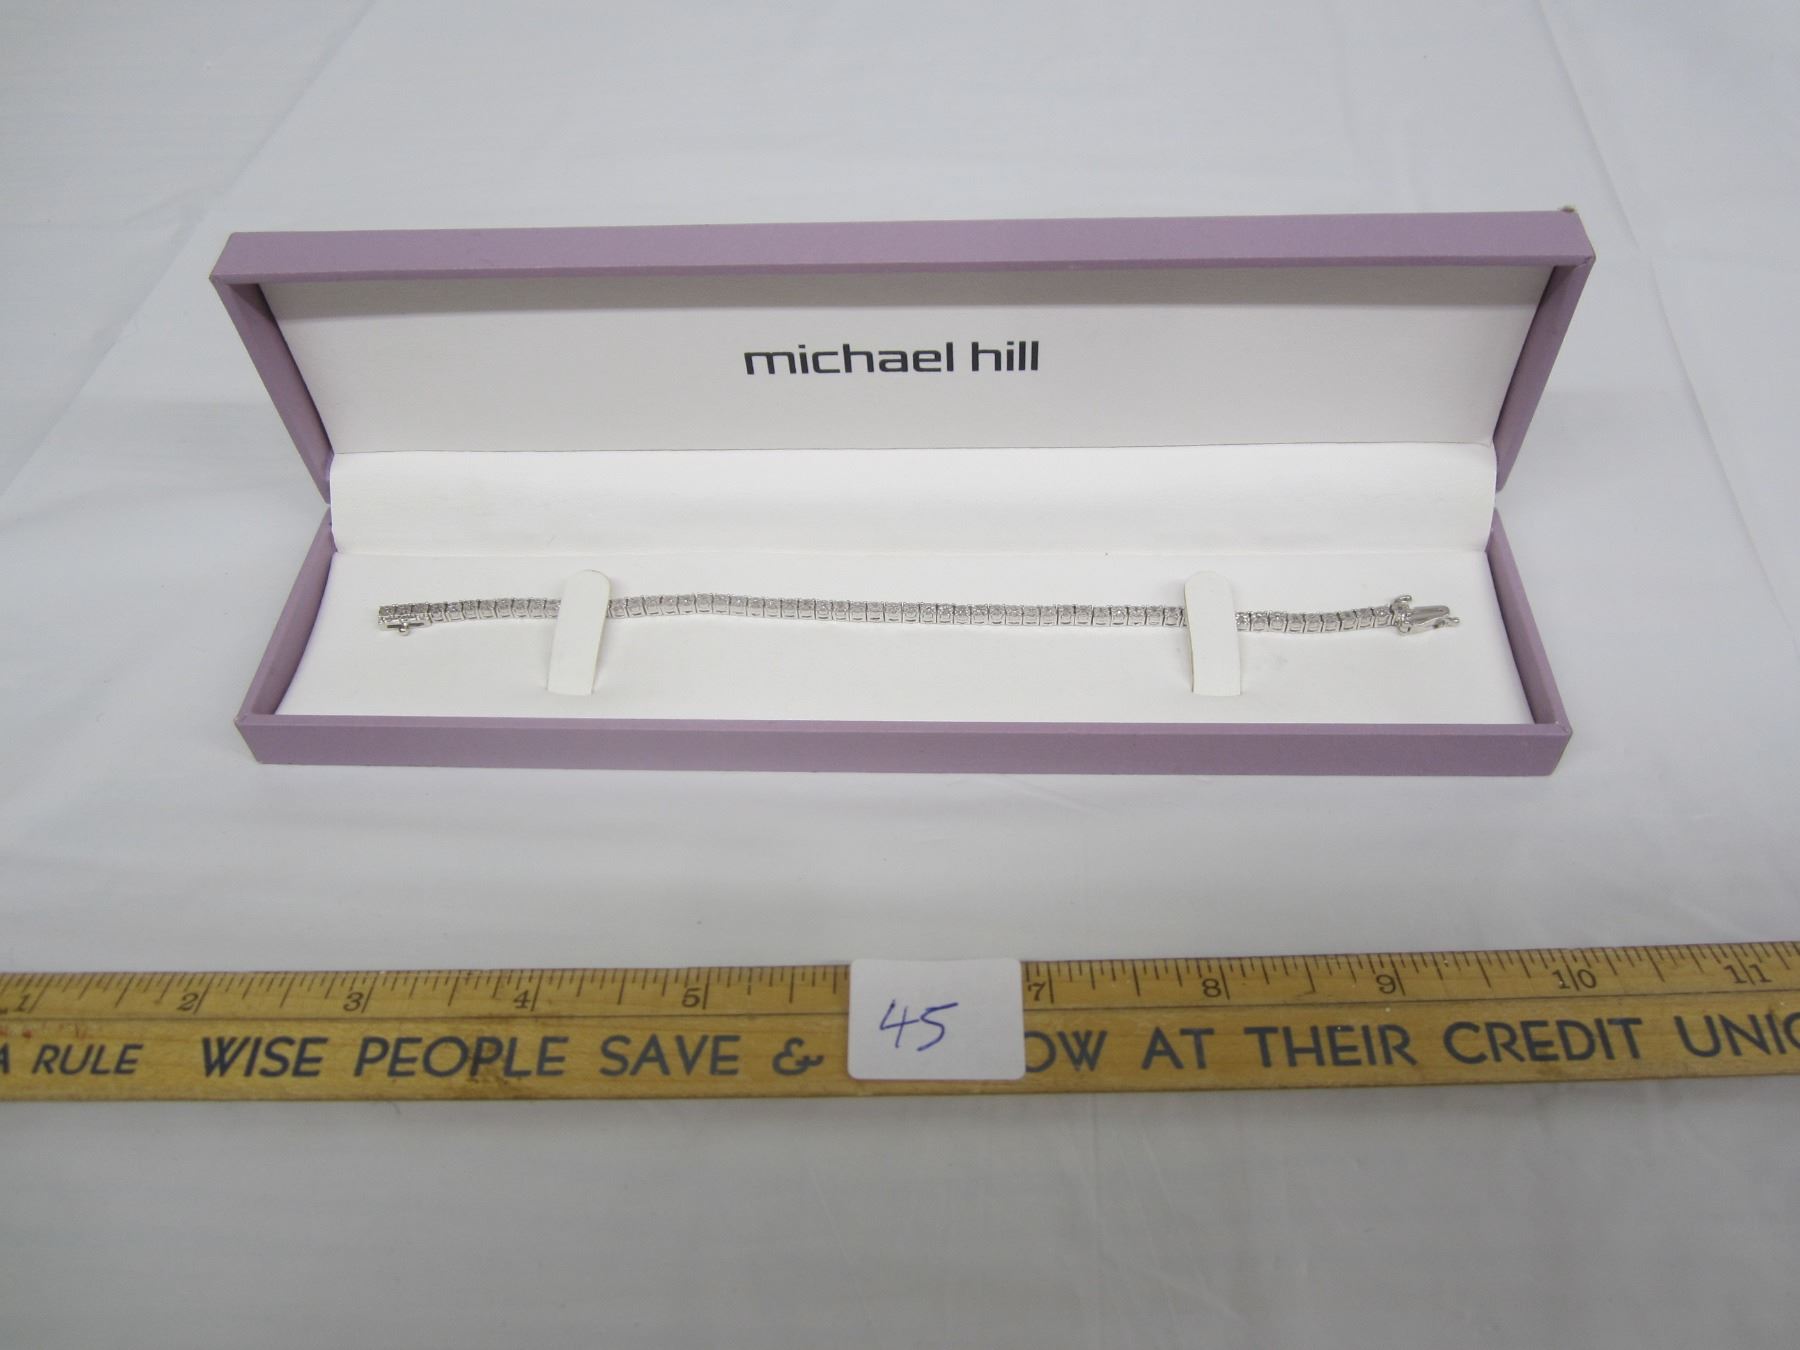 michael hill
1 2 3 4 5 7 8 9 10 11
45
A RULE WISE PEOPLE SAVE & OW AT THEIR CREDIT UNIO